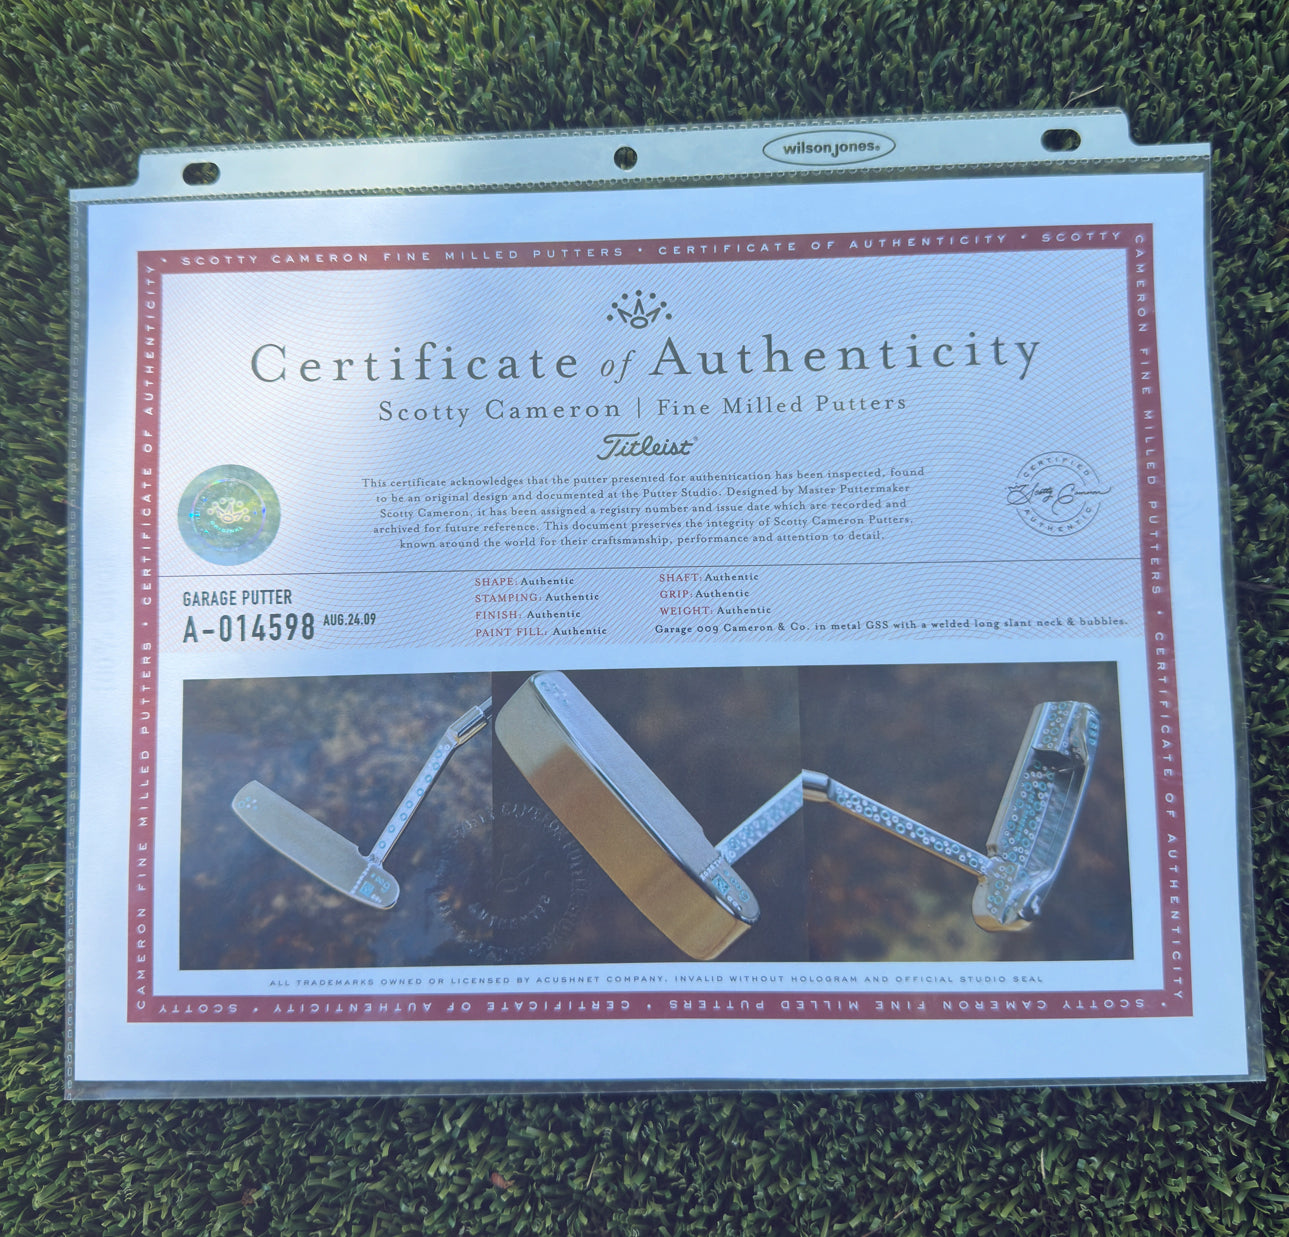 wilsonjones®
• SCOTTY CAMERON FINE MILLED PUTTERS • CERTIFICATE OF AUTHENTICITY • SCOTTY
CAMERON FINE MILLED PUTTERS • CERTIFICATE OF AUTHENTICITY
Certificate of Authenticity
Scotty Cameron | Fine Milled Putters
Titleist®
This certificate acknowledges that the putter presented for authentication has been inspected, found
to be an original design and documented at the Putter Studio. Designed by Master Puttermaker
Scotty Cameron, it has been assigned a registry number and issue date which are recorded and
archived for future reference. This document preserves the integrity of Scotty Cameron Putters,
known around the world for their craftsmanship, performance and attention to detail.
ORIGINAL
CERTIFIED
Scotty Cameron
AUTHENTIC
GARAGE PUTTER
A-014598 AUG.24.09
SHAPE: Authentic
STAMPING: Authentic
FINISH: Authentic
PAINT FILL: Authentic
SHAFT: Authentic
GRIP: Authentic
WEIGHT: Authentic
Garage 009 Cameron & Co. in metal GSS with a welded long slant neck & bubbles.
ALL TRADEMARKS OWNED OR LICENSED BY ACUSHNET COMPANY. INVALID WITHOUT HOLOGRAM AND OFFICIAL STUDIO SEAL
• SCOTTY CAMERON FINE MILLED PUTTERS • CERTIFICATE OF AUTHENTICITY • SCOTTY
CAMERON FINE MILLED PUTTERS • CERTIFICATE OF AUTHENTICITY